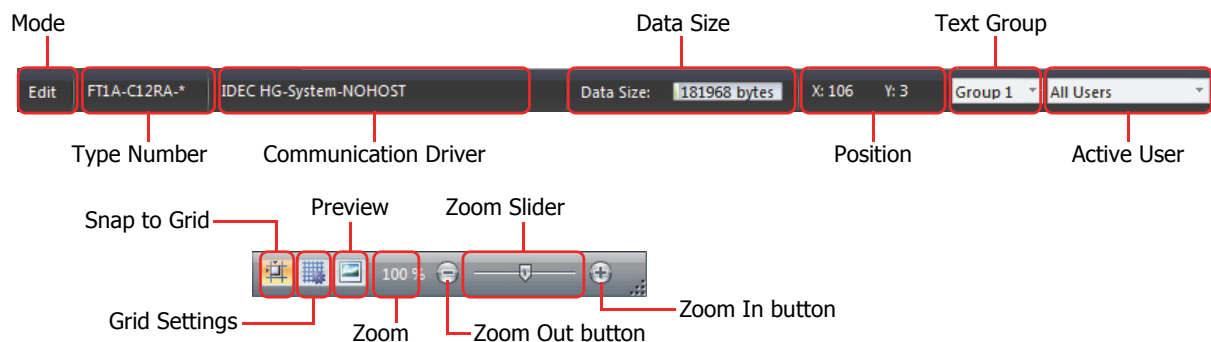 Mode Data Size Text Group
Edit FT1A-C12RA-* IDEC HG-System-NOHOST Data Size: 181968 bytes X: 106 Y: 3 Group 1 All Users
Type Number Communication Driver Position Active User
Snap to Grid Preview Zoom Slider
100 %
Grid Settings Zoom Zoom Out button Zoom In button